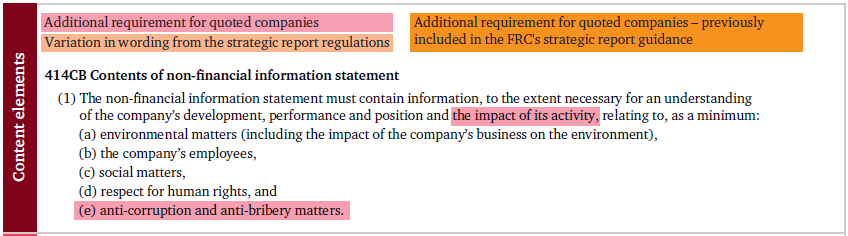 Content elements
Additional requirement for quoted companies
Variation in wording from the strategic report regulations
Additional requirement for quoted companies – previously
included in the FRC's strategic report guidance
414CB Contents of non-financial information statement
(1) The non-financial information statement must contain information, to the extent necessary for an understanding
of the company's development, performance and position and the impact of its activity, relating to, as a minimum:
(a) environmental matters (including the impact of the company's business on the environment),
(b) the company's employees,
(c) social matters,
(d) respect for human rights, and
(e) anti-corruption and anti-bribery matters.